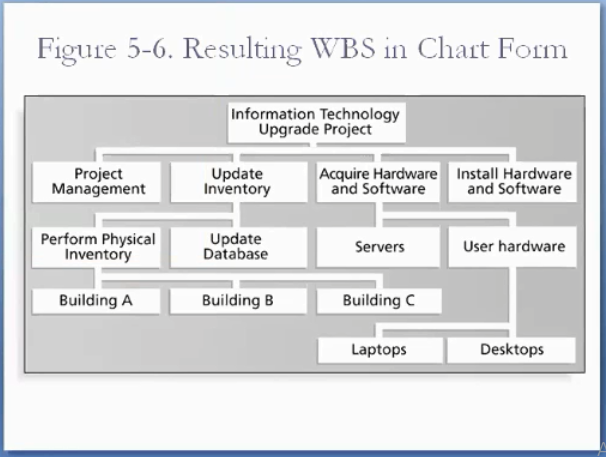 Figure 5-6. Resulting WBS in Chart Form
Information Technology
Upgrade Project
Project
Management
Update
Inventory
Acquire Hardware
and Software
Install Hardware
and Software
Perform Physical
Inventory
Update
Database
Servers
User hardware
Building A
Building B
Building C
Laptops
Desktops